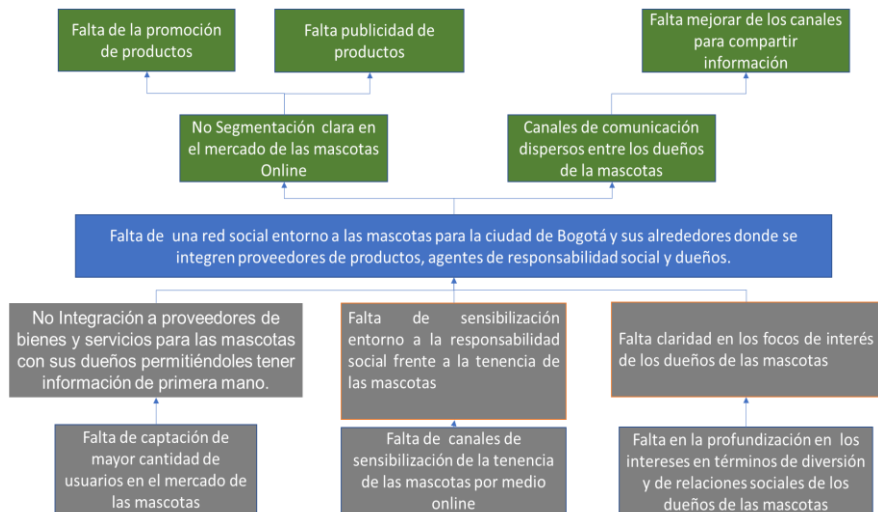 Falta de la promoción
de productos
Falta publicidad de
productos
Falta mejorar de los canales
para compartir
información
No Segmentación clara en
el mercado de las mascotas
Online
Canales de comunicación
dispersos entre los dueños
de la mascotas
Falta de una red social entorno a las mascotas para la ciudad de Bogotá y sus alrededores donde se
integren proveedores de productos, agentes de responsabilidad social y dueños.
No Integración a proveedores de
bienes y servicios para las mascotas
con sus dueños permitiéndoles tener
información de primera mano.
Falta de sensibilización
entorno a la responsabilidad
social frente a la tenencia de
las mascotas
Falta claridad en los focos de interés
de los dueños de las mascotas
Falta de captación de
mayor cantidad de
usuarios en el mercado de
las mascotas
Falta de canales de
sensibilización de la tenencia
de las mascotas por medio
online
Falta en la profundización en los
intereses en términos de diversión
y de relaciones sociales de los
dueños de las mascotas